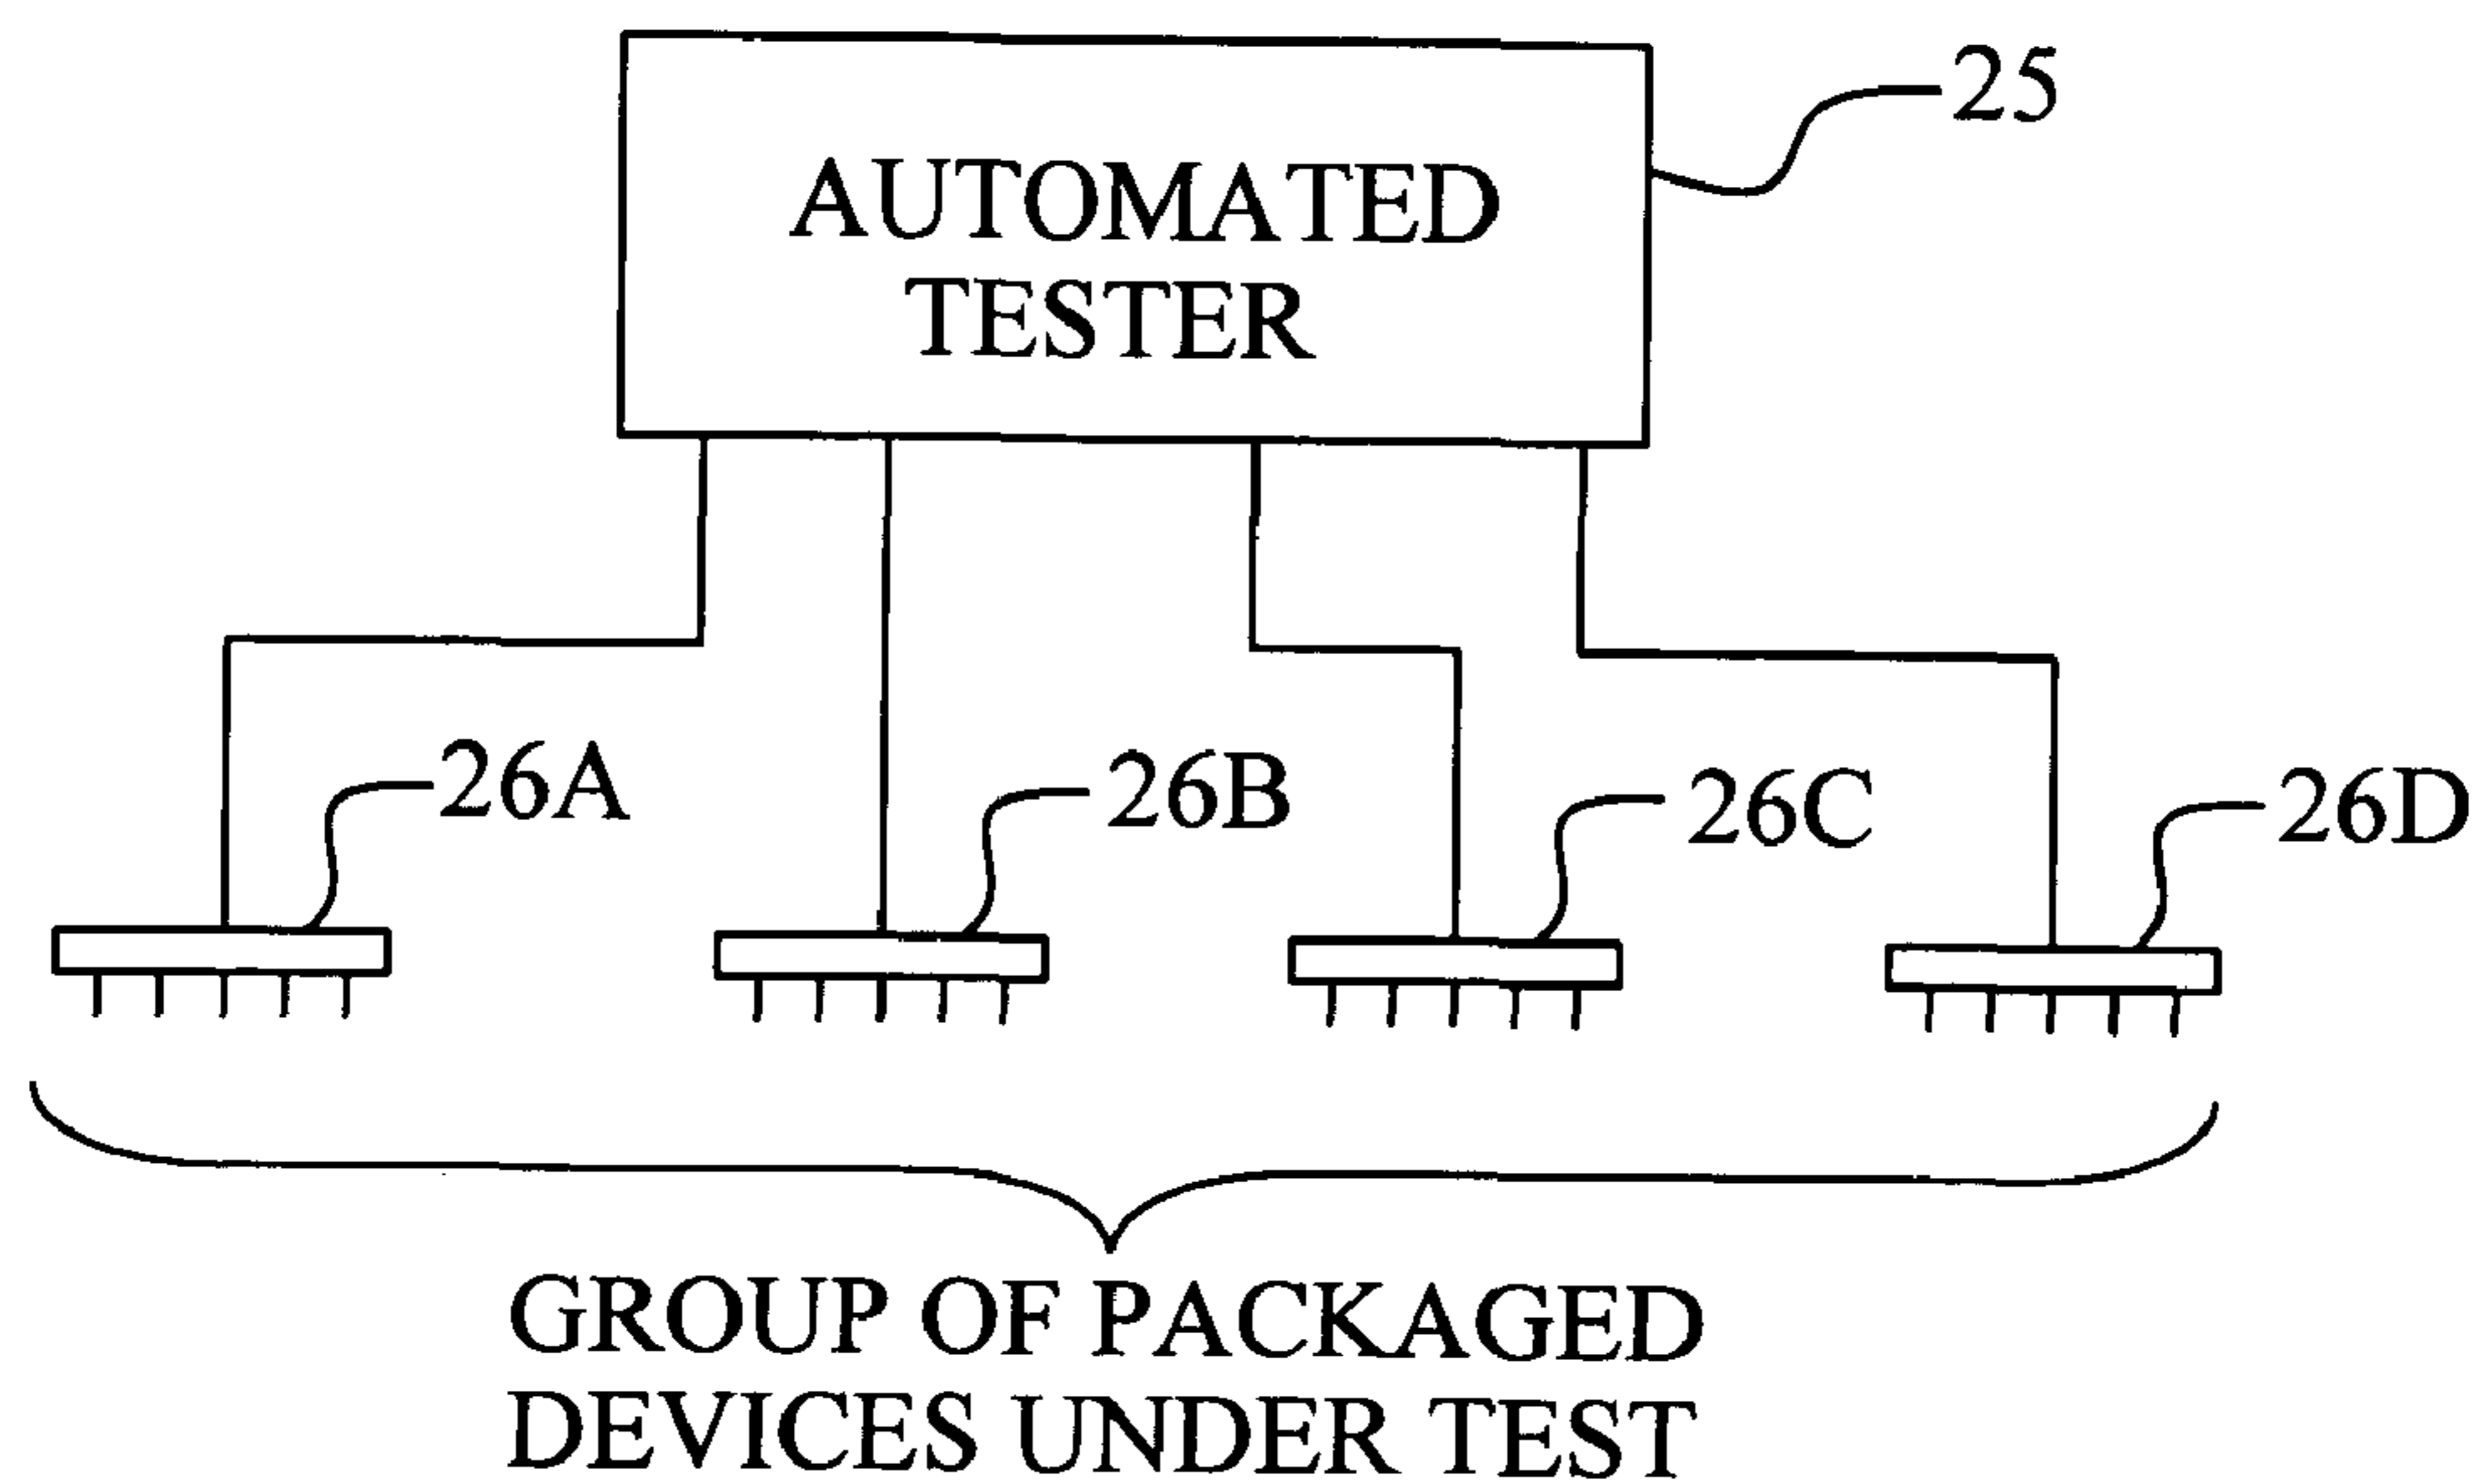 25
AUTOMATED
TESTER
26A
26B
26C
26D
GROUP OF PACKAGED
DEVICES UNDER TEST